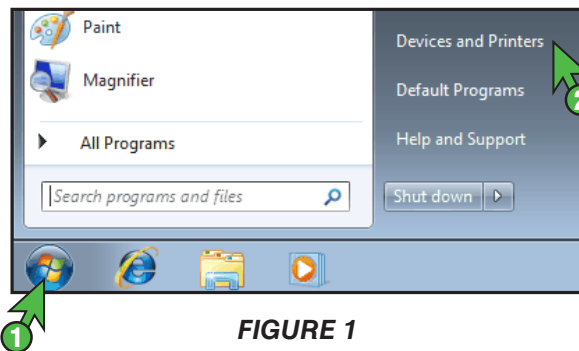 Paint
Magnifier
All Programs
Search programs and files
Devices and Printers
Default Programs
Help and Support
Shut down
1
2
FIGURE 1